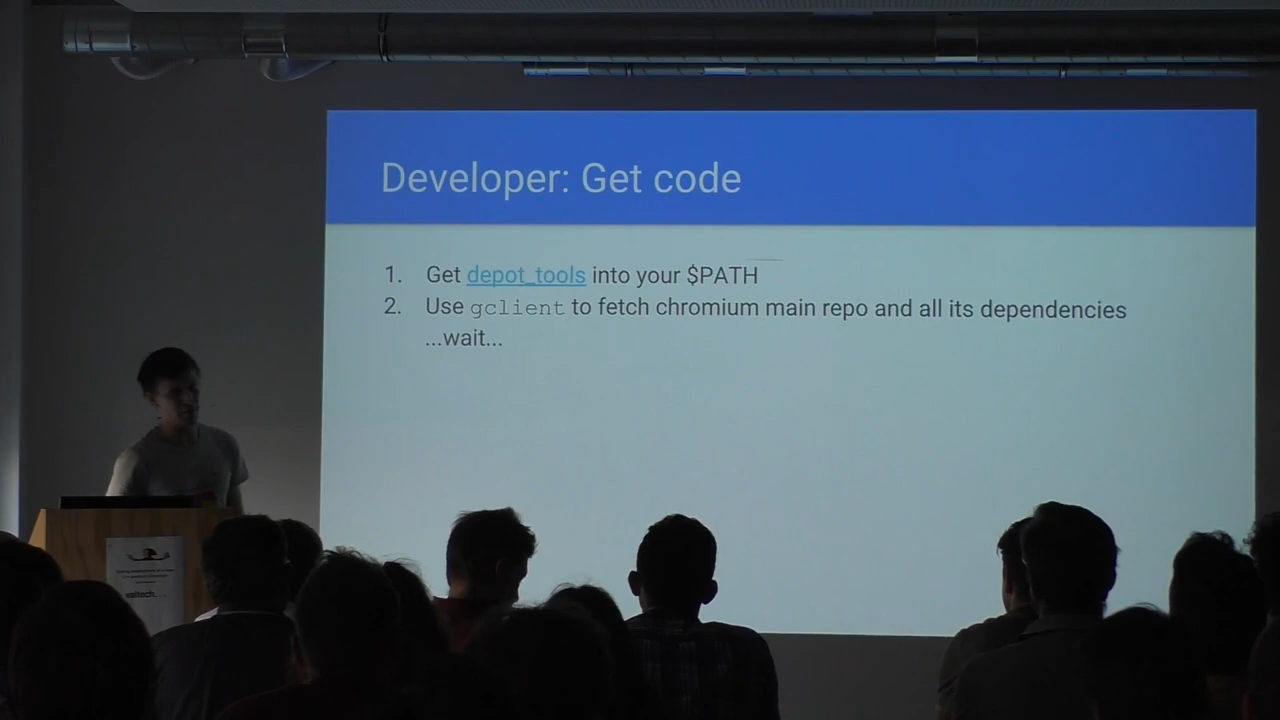 Developer: Get code
1. Get depot_tools into your $PATH
2. Use gclient to fetch chromium main repo and all its dependencies
...wait...
valtech.